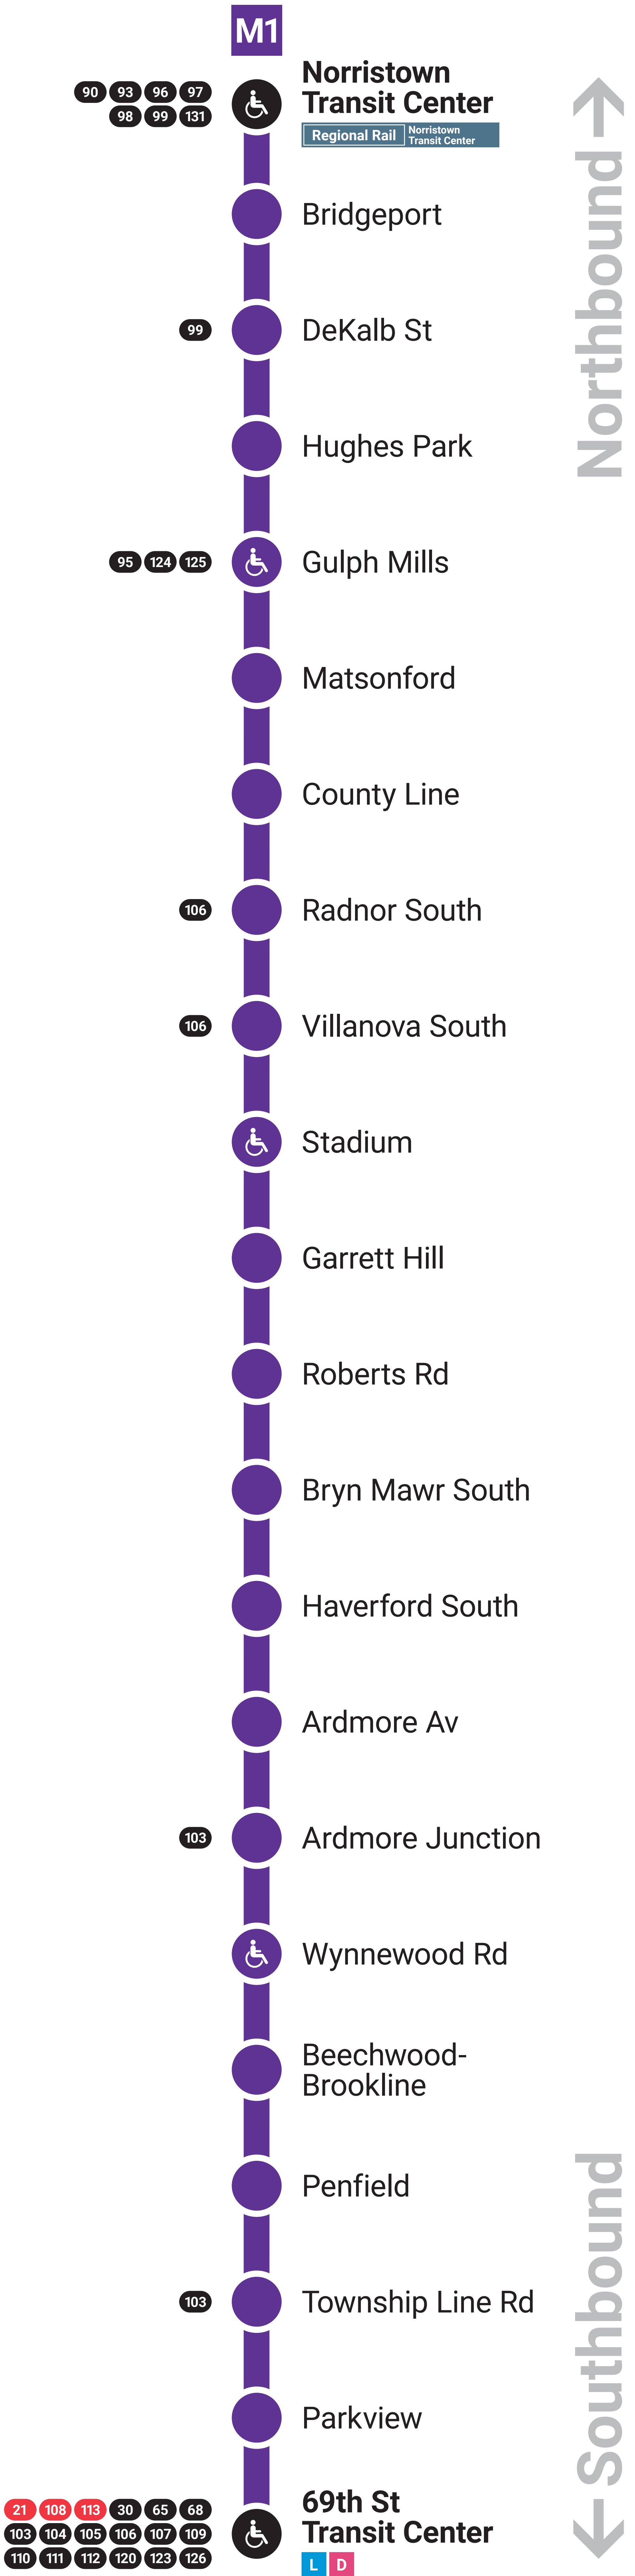 M1
Norristown
Transit Center
90 93 96 97
98 99 131
Regional Rail Norristown
Transit Center
Northbound
Bridgeport
99 DeKalb St
Hughes Park
95 124 125 Gulph Mills
Matsonford
County Line
106 Radnor South
106 Villanova South
Stadium
Garrett Hill
Roberts Rd
Bryn Mawr South
Haverford South
Ardmore Av
103 Ardmore Junction
Wynnewood Rd
Beechwood-
Brookline
Penfield
103 Township Line Rd
Parkview
Southbound
69th St
Transit Center
21 108 113 30 65 68
103 104 105 106 107 109
110 111 112 120 123 126
L D